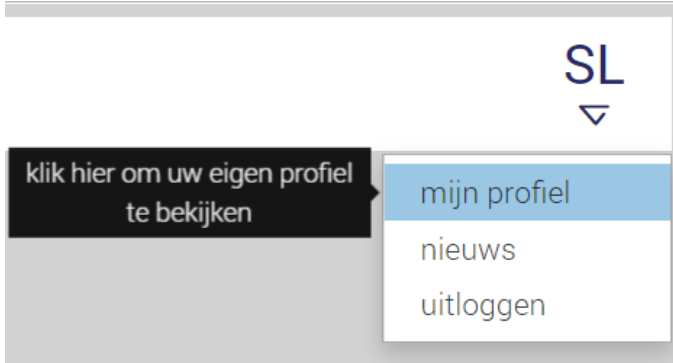 SL
klik hier om uw eigen profiel
te bekijken
mijn profiel
nieuws
uitloggen